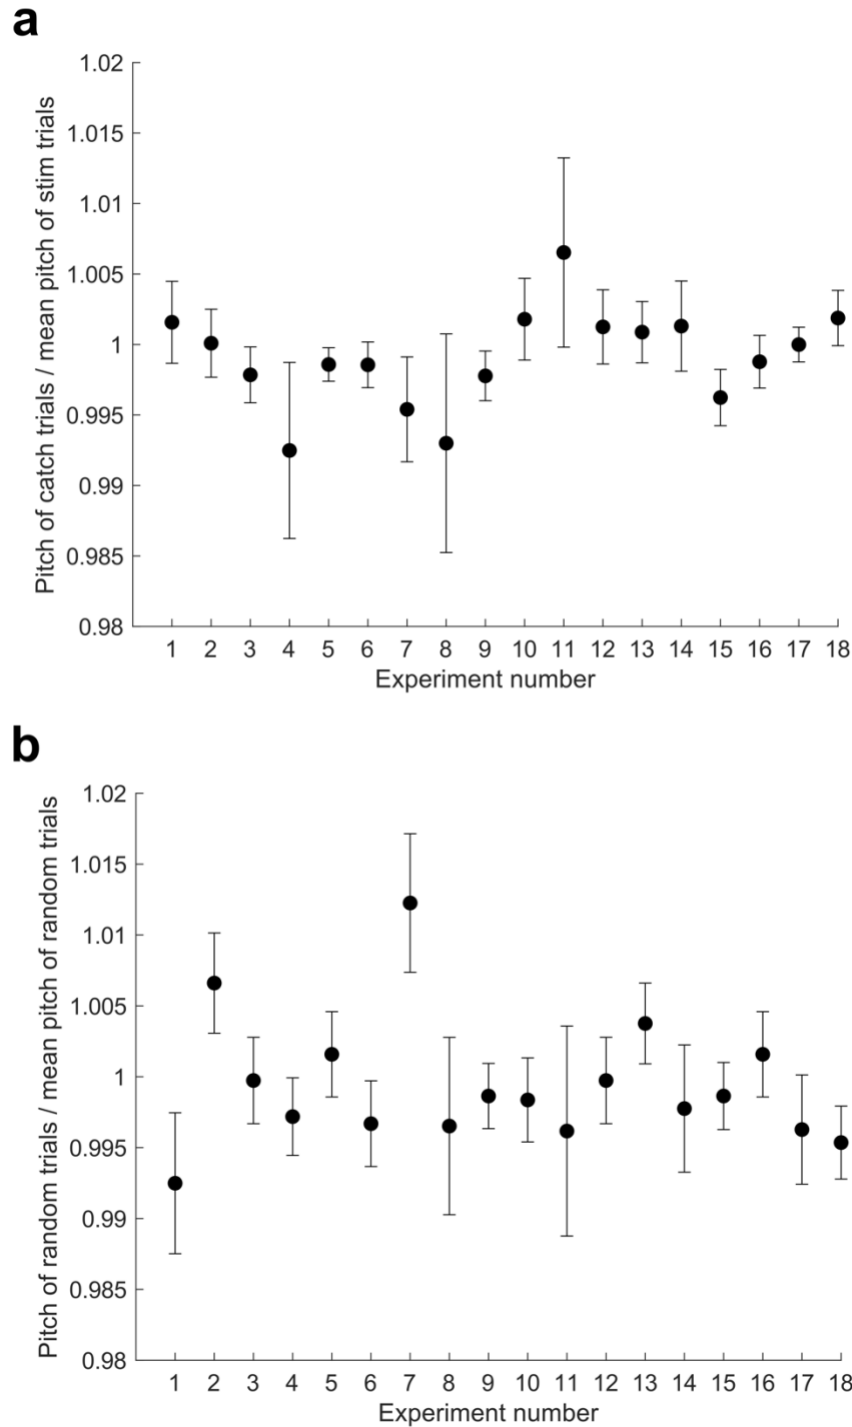 a
Pitch of catch trials / mean pitch of stim trials
1.02
1.015
1.01
1.005
1
0.995
0.99
0.985
0.98
1 2 3 4 5 6 7 8 9 10 11 12 13 14 15 16 17 18
Experiment number
b
Pitch of random trials / mean pitch of random trials
1.02
1.015
1.01
1.005
1
0.995
0.99
0.985
0.98
1 2 3 4 5 6 7 8 9 10 11 12 13 14 15 16 17 18
Experiment number